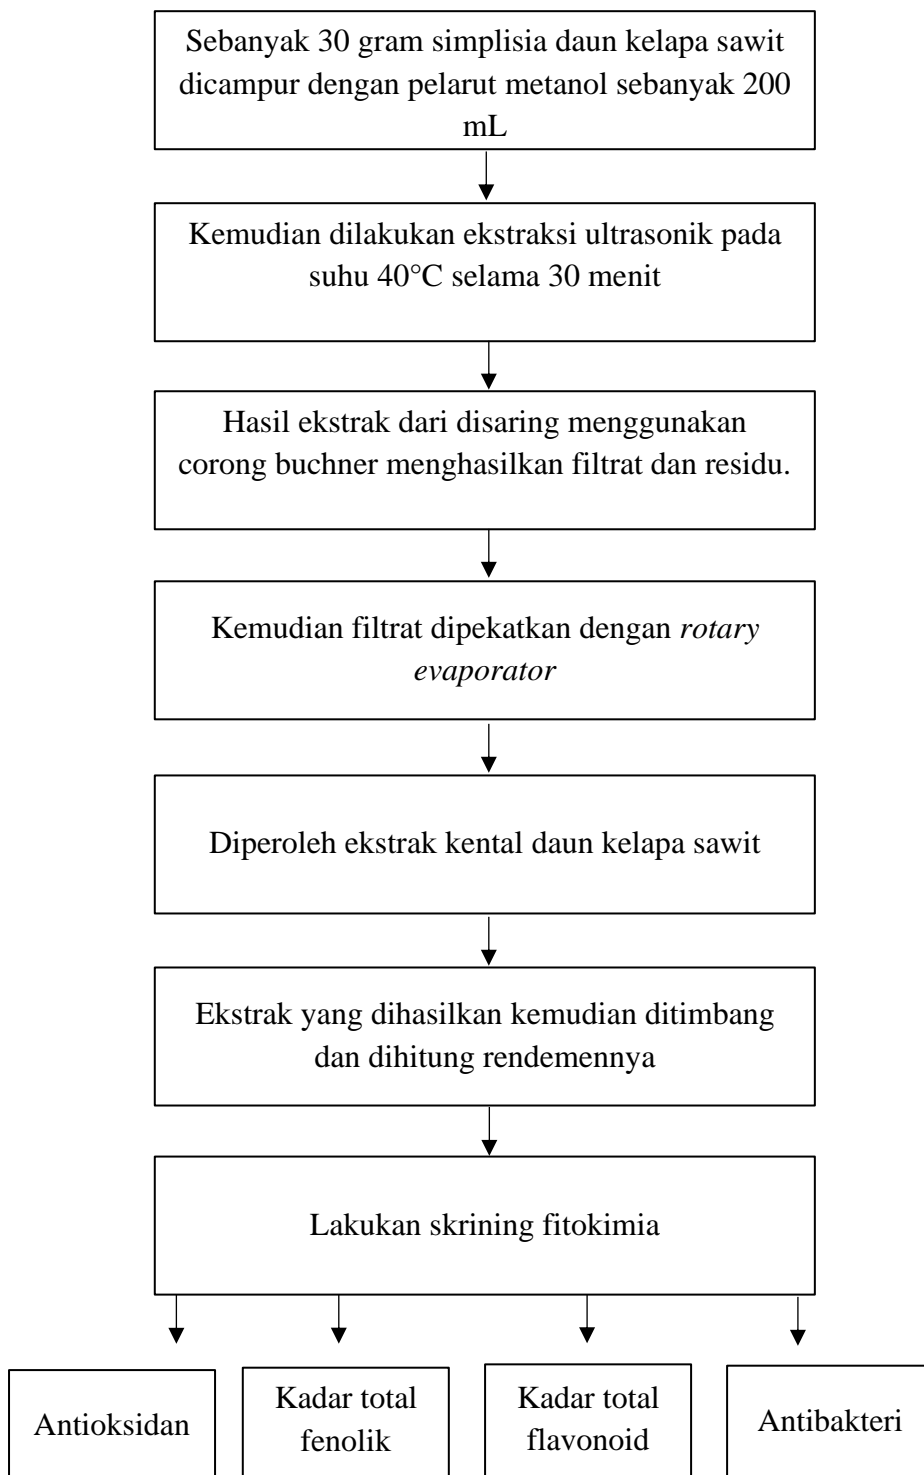 Sebanyak 30 gram simplisia daun kelapa sawit
dicampur dengan pelarut metanol sebanyak 200
mL
Kemudian dilakukan ekstraksi ultrasonik pada
suhu 40°C selama 30 menit
Hasil ekstrak dari disaring menggunakan
corong buchner menghasilkan filtrat dan residu.
Kemudian filtrat dipekatkan dengan rotary
evaporator
Diperoleh ekstrak kental daun kelapa sawit
Ekstrak yang dihasilkan kemudian ditimbang
dan dihitung rendemennya
Lakukan skrining fitokimia
Antioksidan
Kadar total
fenolik
Kadar total
flavonoid
Antibakteri